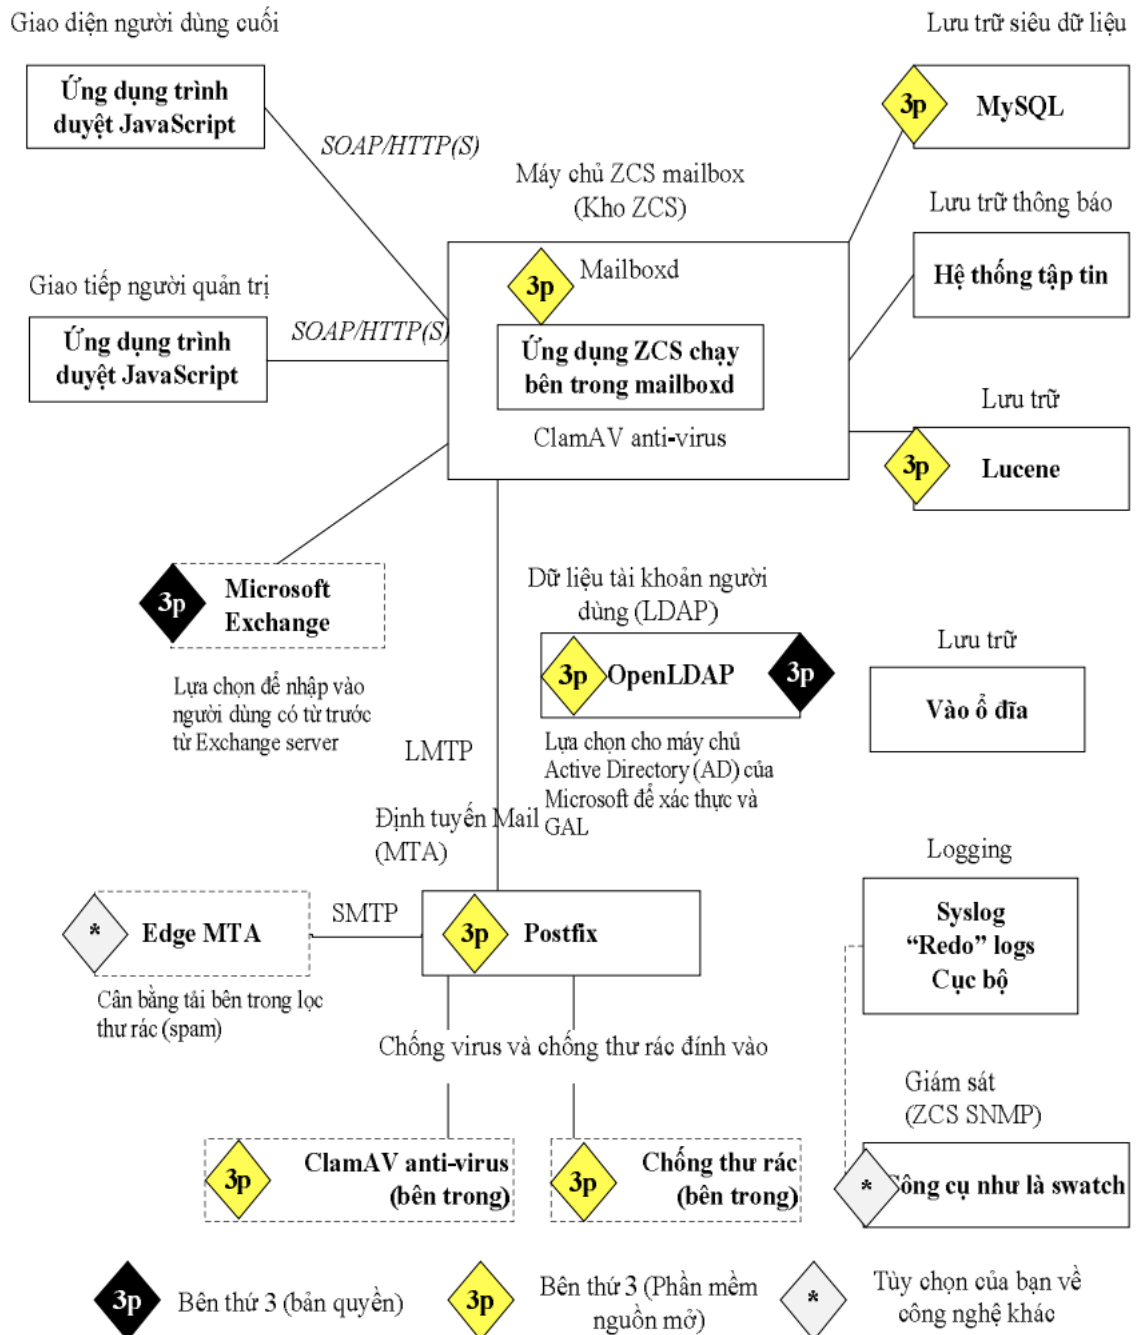 Giao diện người dùng cuối
Lưu trữ siêu dữ liệu
Ứng dụng trình
duyệt JavaScript
3p
MySQL
SOAP/HTTP(S)
Máy chủ ZCS mailbox
(Kho ZCS)
Lưu trữ thông báo
Hệ thống tập tin
3p
Mailboxd
Giao tiếp người quản trị
Ứng dụng trình
duyệt JavaScript
SOAP/HTTP(S)
Ứng dụng ZCS chạy
bên trong mailboxd
ClamAV anti-virus
Lưu trữ
3p
Lucene
3p
Microsoft
Exchange
Lựa chọn để nhập vào
người dùng có từ trước
từ Exchange server
Dữ liệu tài khoản người
dùng (LDAP)
3p
OpenLDAP
3p
Lựa chọn cho máy chủ
Active Directory (AD) của
Microsoft để xác thực và
GAL
Lưu trữ
Vào ổ đĩa
LMTP
Định tuyến Mail
(MTA)
Logging
Syslog
“Redo” logs
Cục bộ
*
Edge MTA
SMTP
3p
Postfix
Cân bằng tải bên trong lọc
thư rác (spam)
Chống virus và chống thư rác đính vào
Giám sát
(ZCS SNMP)
3p
ClamAV anti-virus
(bên trong)
3p
Chống thư rác
(bên trong)
*
Công cụ như là swatch
3p
Bên thứ 3 (bản quyền)
3p
Bên thứ 3 (Phần mềm
nguồn mở)
*
Tùy chọn của bạn về
công nghệ khác